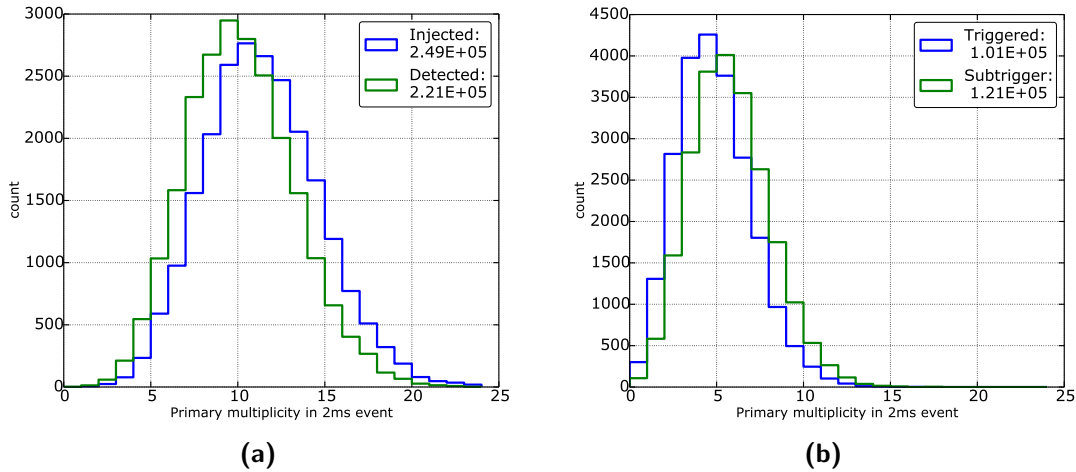 3000
2500
2000
1500
1000
500
0
count
Injected:
2.49E+05
Detected:
2.21E+05
0 5 10 15 20 25
Primary multiplicity in 2ms event
(a)
4500
4000
3500
3000
2500
2000
1500
1000
500
0
count
Triggered:
1.01E+05
Subtrigger:
1.21E+05
0 5 10 15 20 25
Primary multiplicity in 2ms event
(b)